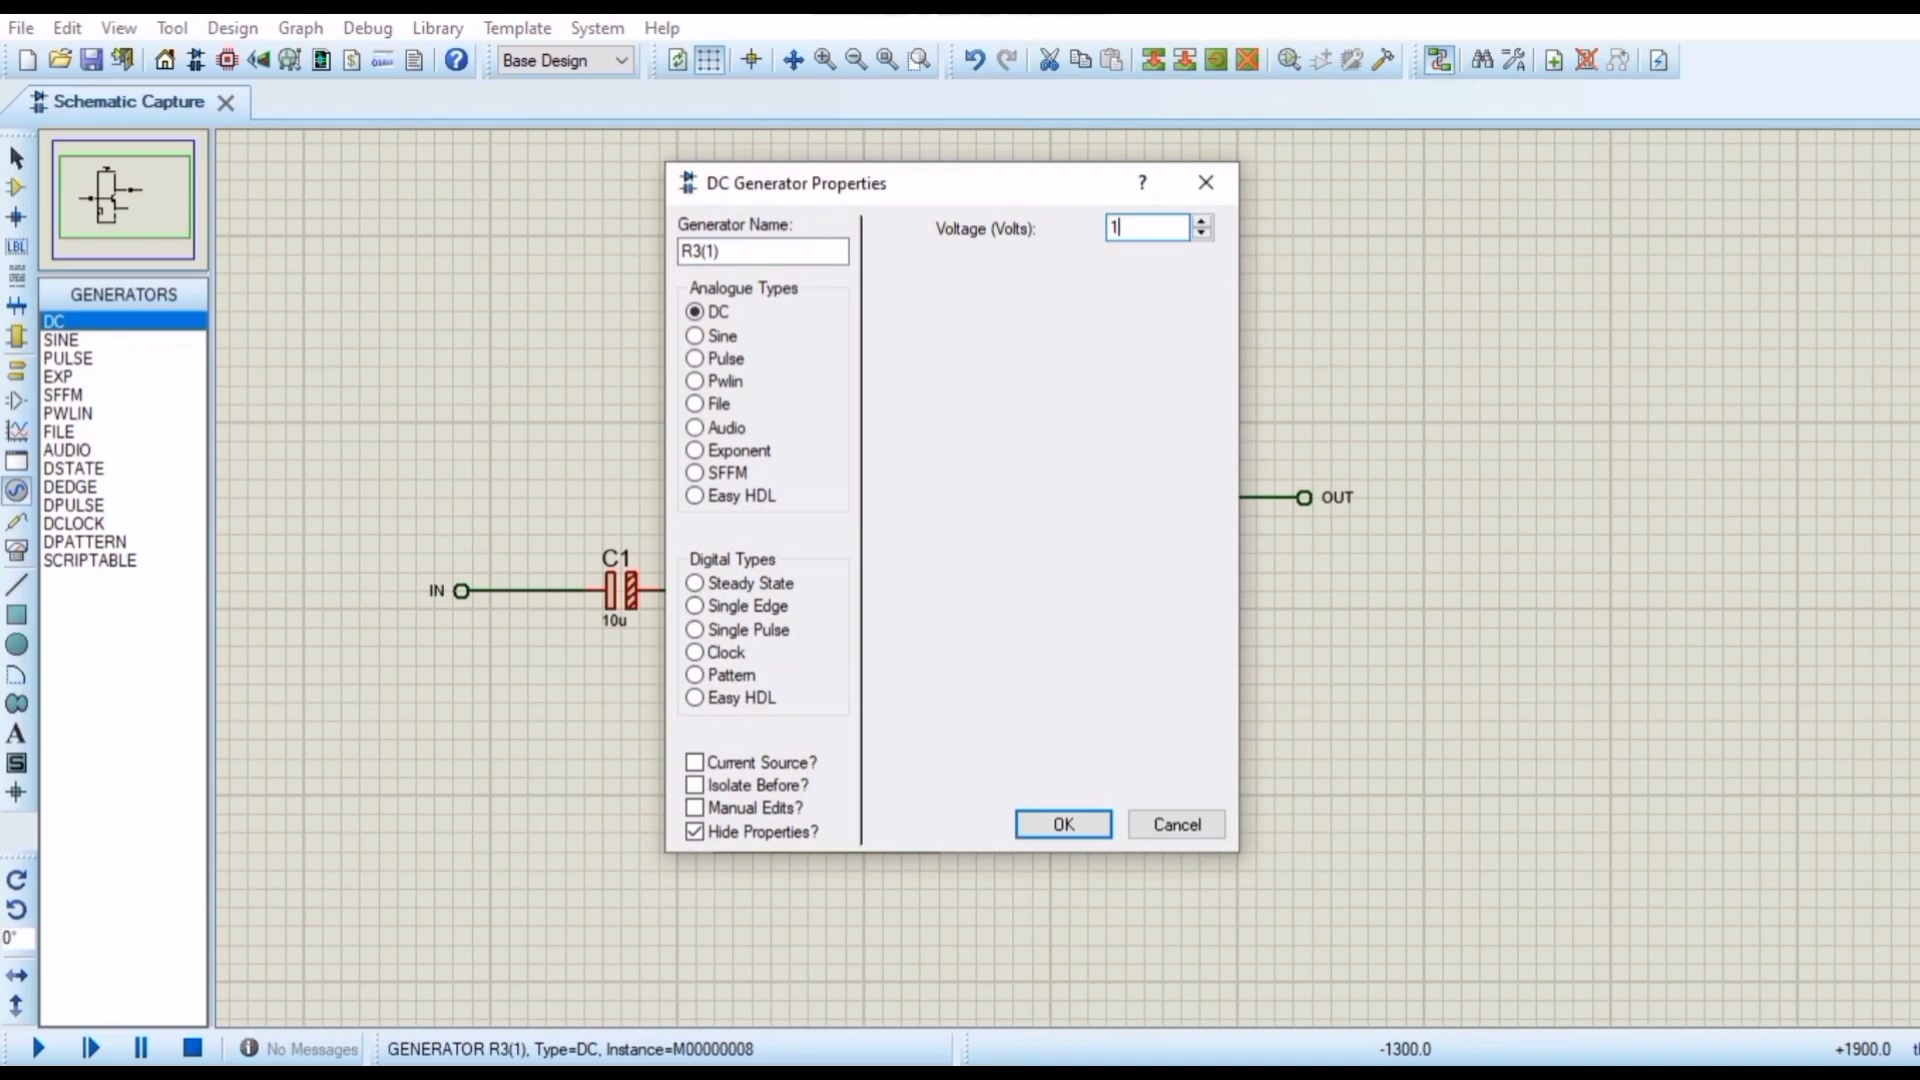 File Edit View Tool Design Graph Debug Library Template System Help
Base Design
Schematic Capture
LBL
GENERATORS
DC
SINE
PULSE
EXP
SFFM
PWLIN
FILE
AUDIO
DSTATE
DEDGE
DPULSE
DCLOCK
DPATTERN
SCRIPTABLE
A
S
0°
DC Generator Properties
?
Generator Name:
R3(1)
Analogue Types
DC
Sine
Pulse
Pwlin
File
Audio
Exponent
SFFM
Easy HDL
Digital Types
Steady State
Single Edge
Single Pulse
Clock
Pattern
Easy HDL
Current Source?
Isolate Before?
Manual Edits?
Hide Properties?
Voltage (Volts):
1
OK Cancel
IN
C1
10u
OUT
No Messages
GENERATOR R3(1), Type=DC, Instance=M00000008
-1300.0
+1900.0